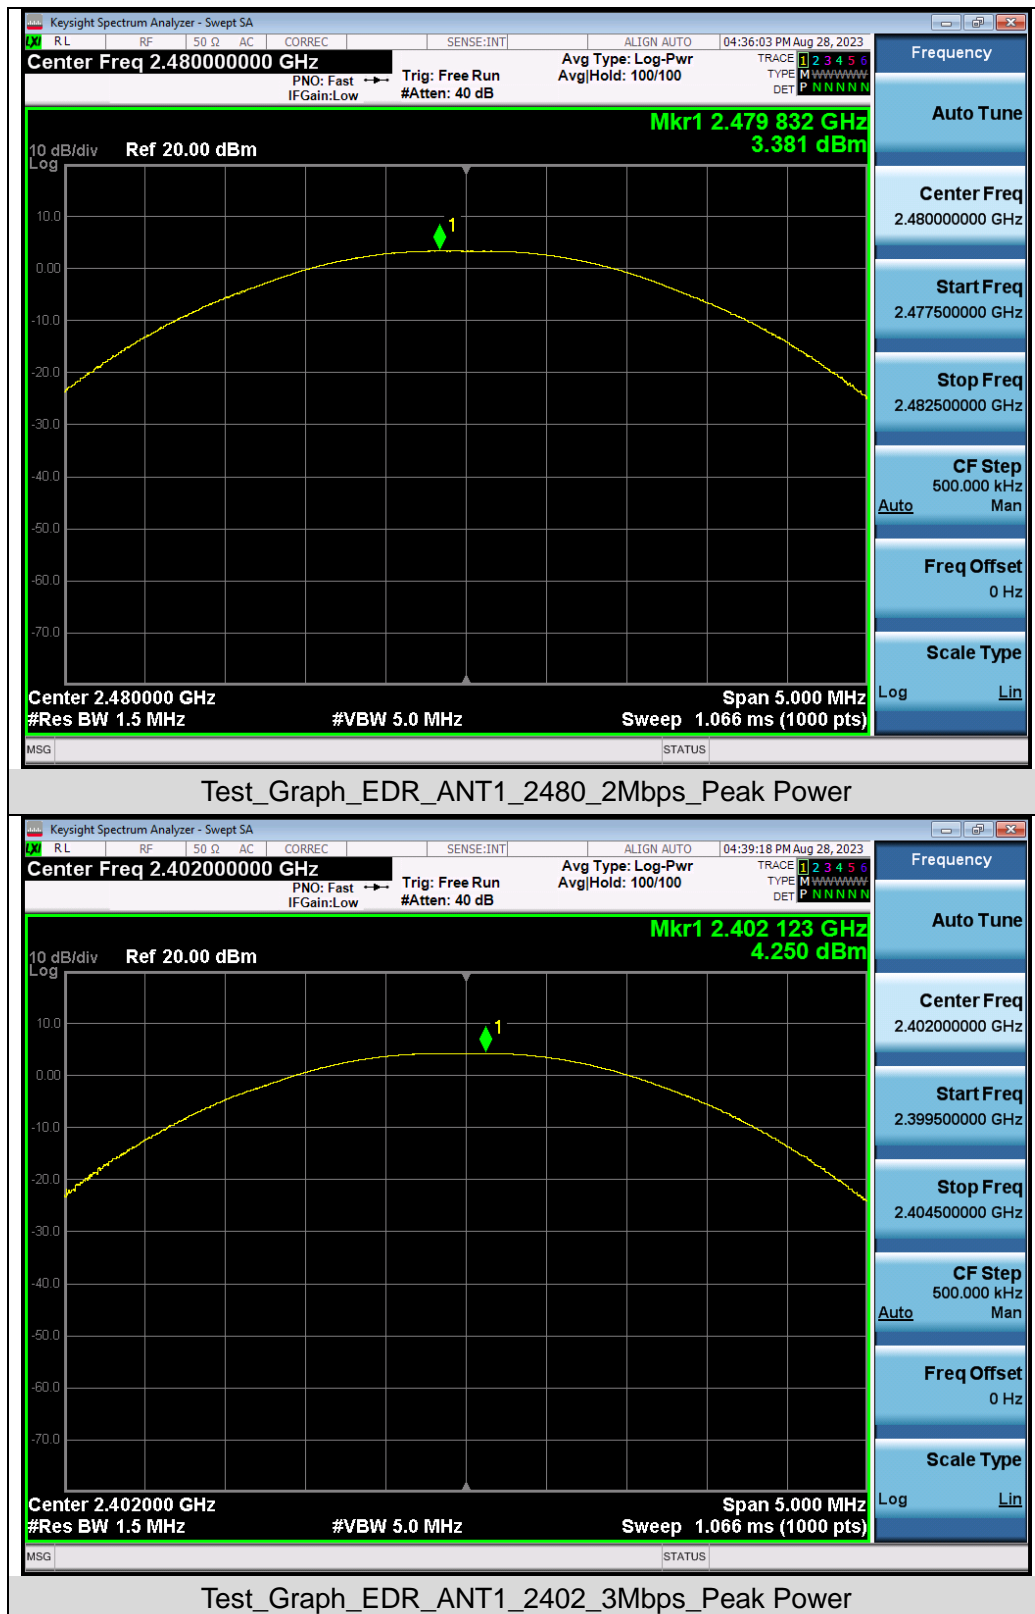 Keysight Spectrum Analyzer - Swept SA
LXI RL RF 50 Ω AC CORREC SENSE:INT ALIGN AUTO 04:36:03 PM Aug 28, 2023
Center Freq 2.480000000 GHz
PNO: Fast
IFGain:Low
Trig: Free Run
#Atten: 40 dB
Avg Type: Log-Pwr
Avg|Hold: 100/100
TRACE 1 2 3 4 5 6
TYPE M WWWWW
DET P N N N N N
Mkr1 2.479 832 GHz
3.381 dBm
10 dB/div Ref 20.00 dBm
Log
1
10.0
0.00
-10.0
-20.0
-30.0
-40.0
-50.0
-60.0
-70.0
Center 2.480000 GHz Span 5.000 MHz
#Res BW 1.5 MHz #VBW 5.0 MHz Sweep 1.066 ms (1000 pts)
MSG STATUS
Frequency
Auto Tune
Center Freq
2.480000000 GHz
Start Freq
2.477500000 GHz
Stop Freq
2.482500000 GHz
CF Step
500.000 kHz
Auto Man
Freq Offset
0 Hz
Scale Type
Log Lin
Test_Graph_EDR_ANT1_2480_2Mbps_Peak Power
Keysight Spectrum Analyzer - Swept SA
LXI RL RF 50 Ω AC CORREC SENSE:INT ALIGN AUTO 04:39:18 PM Aug 28, 2023
Center Freq 2.402000000 GHz
PNO: Fast
IFGain:Low
Trig: Free Run
#Atten: 40 dB
Avg Type: Log-Pwr
Avg|Hold: 100/100
TRACE 1 2 3 4 5 6
TYPE M WWWWW
DET P N N N N N
Mkr1 2.402 123 GHz
4.250 dBm
10 dB/div Ref 20.00 dBm
Log
1
10.0
0.00
-10.0
-20.0
-30.0
-40.0
-50.0
-60.0
-70.0
Center 2.402000 GHz Span 5.000 MHz
#Res BW 1.5 MHz #VBW 5.0 MHz Sweep 1.066 ms (1000 pts)
MSG STATUS
Frequency
Auto Tune
Center Freq
2.402000000 GHz
Start Freq
2.399500000 GHz
Stop Freq
2.404500000 GHz
CF Step
500.000 kHz
Auto Man
Freq Offset
0 Hz
Scale Type
Log Lin
Test_Graph_EDR_ANT1_2402_3Mbps_Peak Power